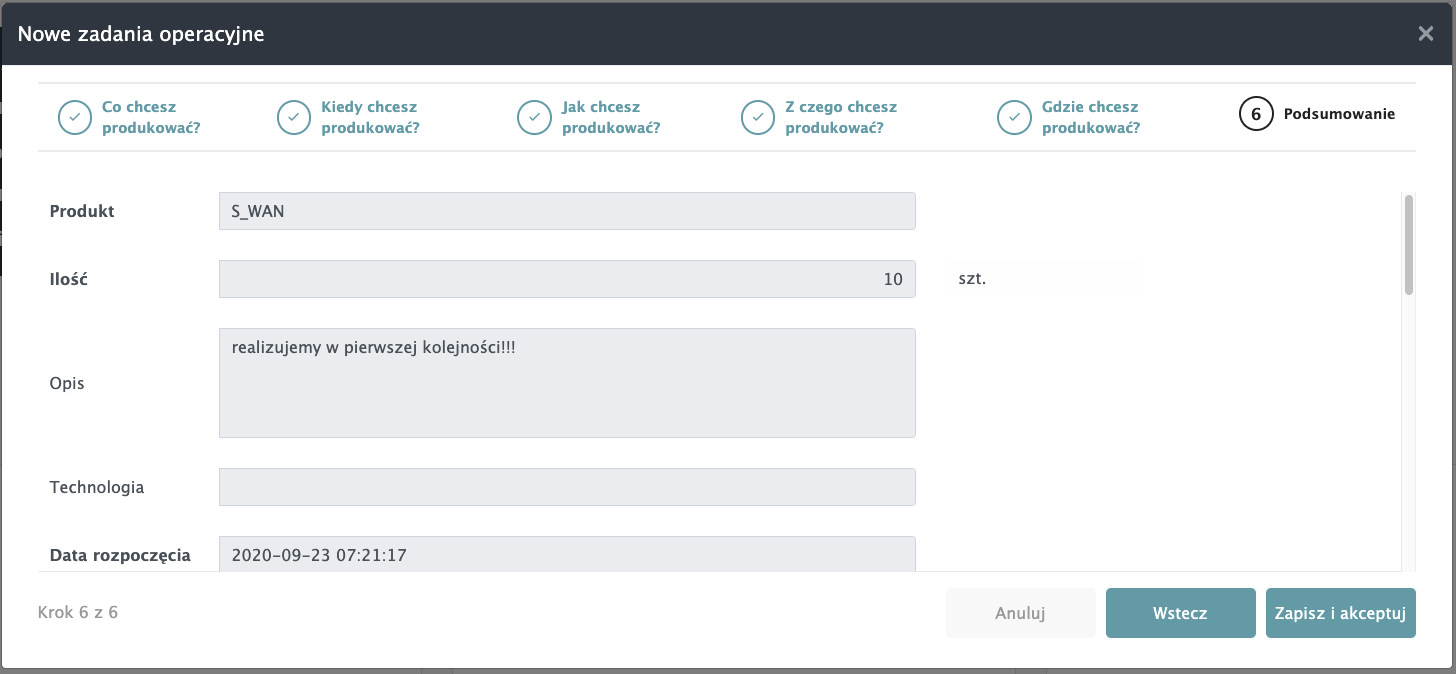 Nowe zadania operacyjne
Co chcesz
produkować?
Kiedy chcesz
produkować?
Jak chcesz
produkować?
Z czego chcesz
produkować?
Gdzie chcesz
produkować?
6 Podsumowanie
Produkt S_WAN
Ilość 10 szt.
Opis realizujemy w pierwszej kolejności!!!
Technologia
Data rozpoczęcia 2020-09-23 07:21:17
Krok 6 z 6 Anuluj Wstecz Zapisz i akceptuj